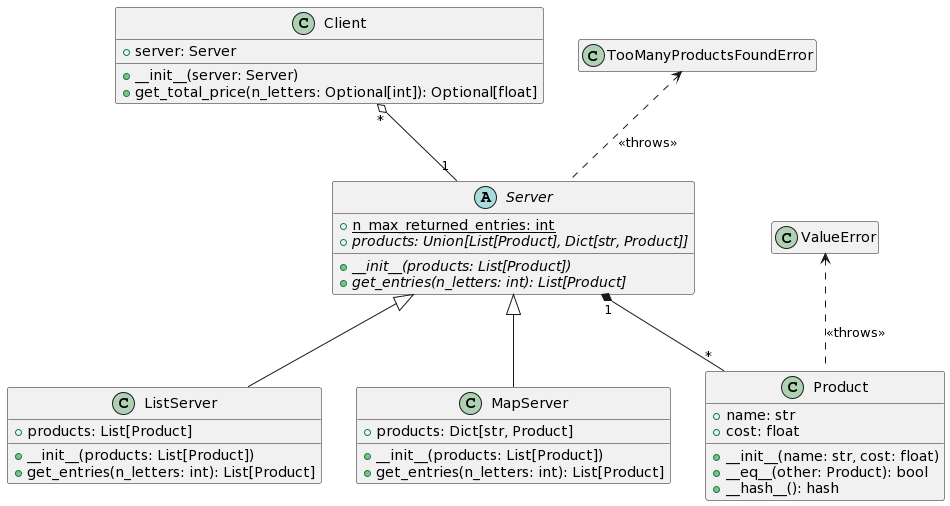 C Client
server: Server
__init__(server: Server)
get_total_price(n_letters: Optional[int]): Optional[float]
C TooManyProductsFoundError
*
«throws»
1
A Server
n_max_returned_entries: int
products: Union[List[Product], Dict[str, Product]]
__init__(products: List[Product])
get_entries(n_letters: int): List[Product]
C ValueError
1
«throws»
*
C ListServer
products: List[Product]
__init__(products: List[Product])
get_entries(n_letters: int): List[Product]
C MapServer
products: Dict[str, Product]
__init__(products: List[Product])
get_entries(n_letters: int): List[Product]
C Product
name: str
cost: float
__init__(name: str, cost: float)
__eq__(other: Product): bool
__hash__(): hash